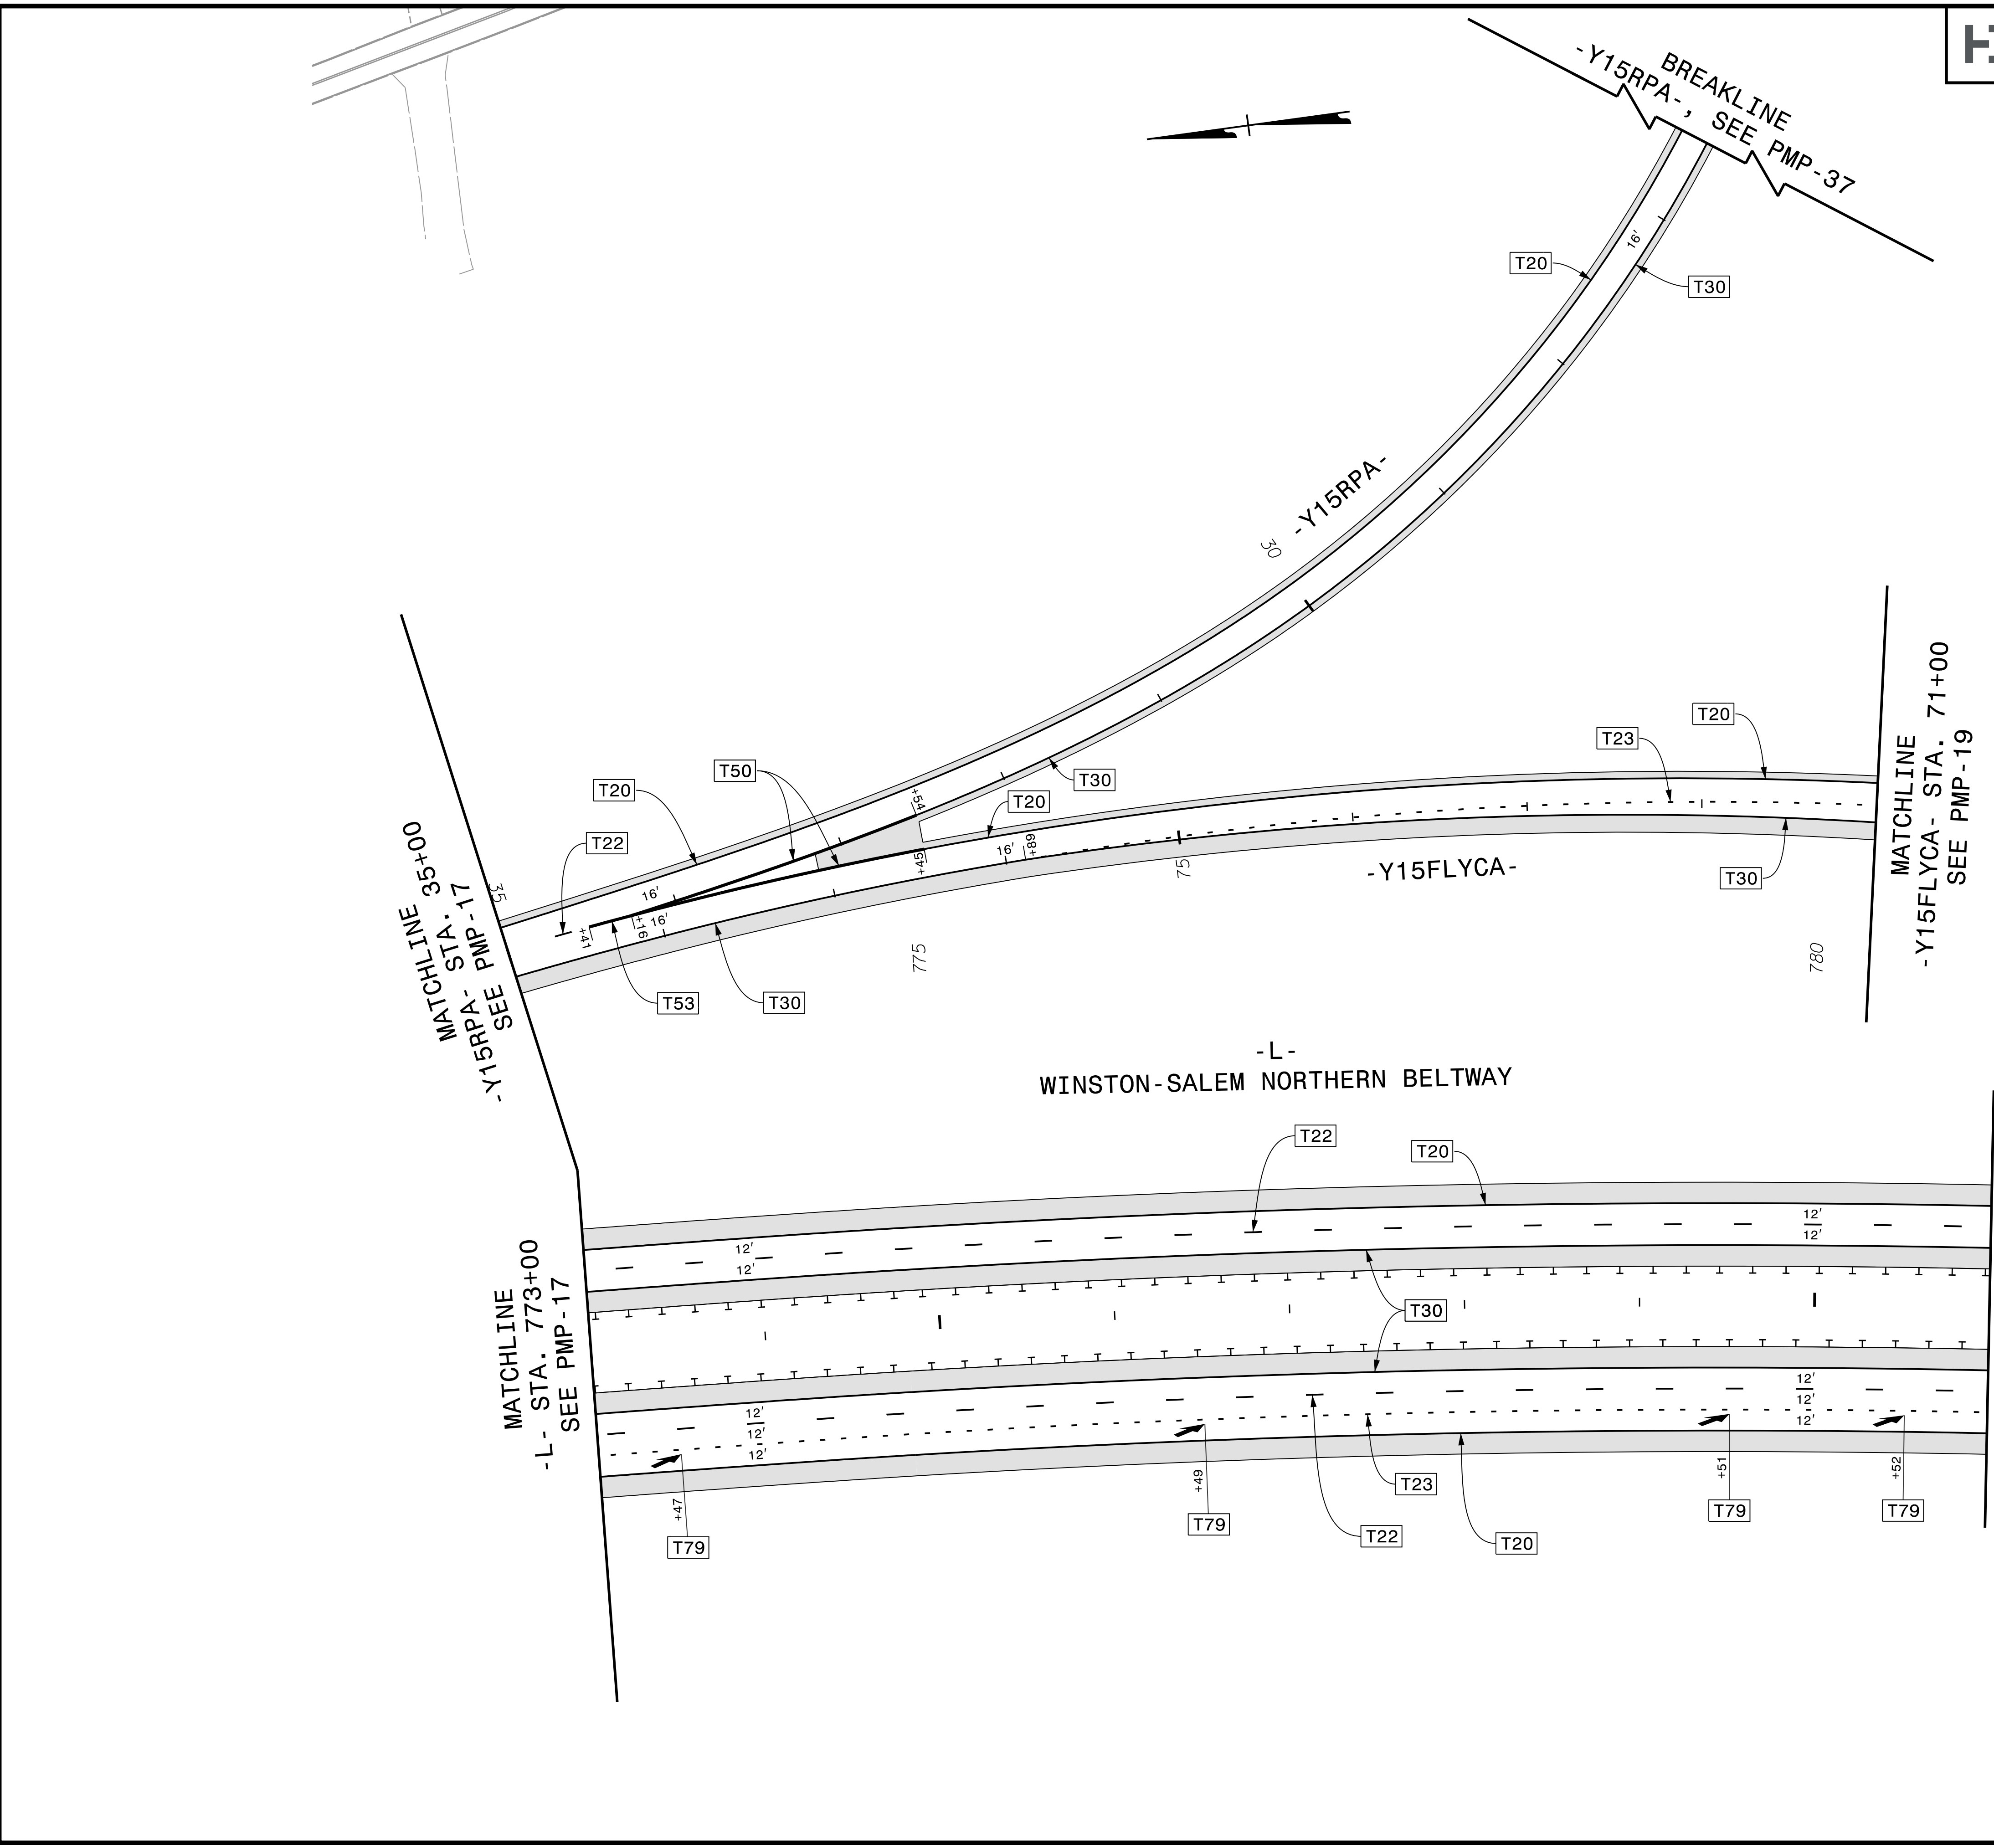 BREAKLINE
-Y15RPA-, SEE PMP-37
16'
T20
T30
-Y15RPA-
30
MATCHLINE
-Y15FLYCA- STA. 71+00
SEE PMP-19
T20
T23
T50
T20
T30
T20
+54
T22
MATCHLINE
-Y15RPA- STA. 35+00
SEE PMP-17
35
16'
+45
16'
+89
75
-Y15FLYCA-
T30
+41
+16
16'
T53
T30
775
780
-L-
WINSTON-SALEM NORTHERN BELTWAY
T22
T20
12'
12'
12'
12'
T30
MATCHLINE
-L- STA. 773+00
SEE PMP-17
12'
12'
12'
12'
12'
12'
+47
+49
+51
+52
T23
T79
T79
T79
T79
T22
T20